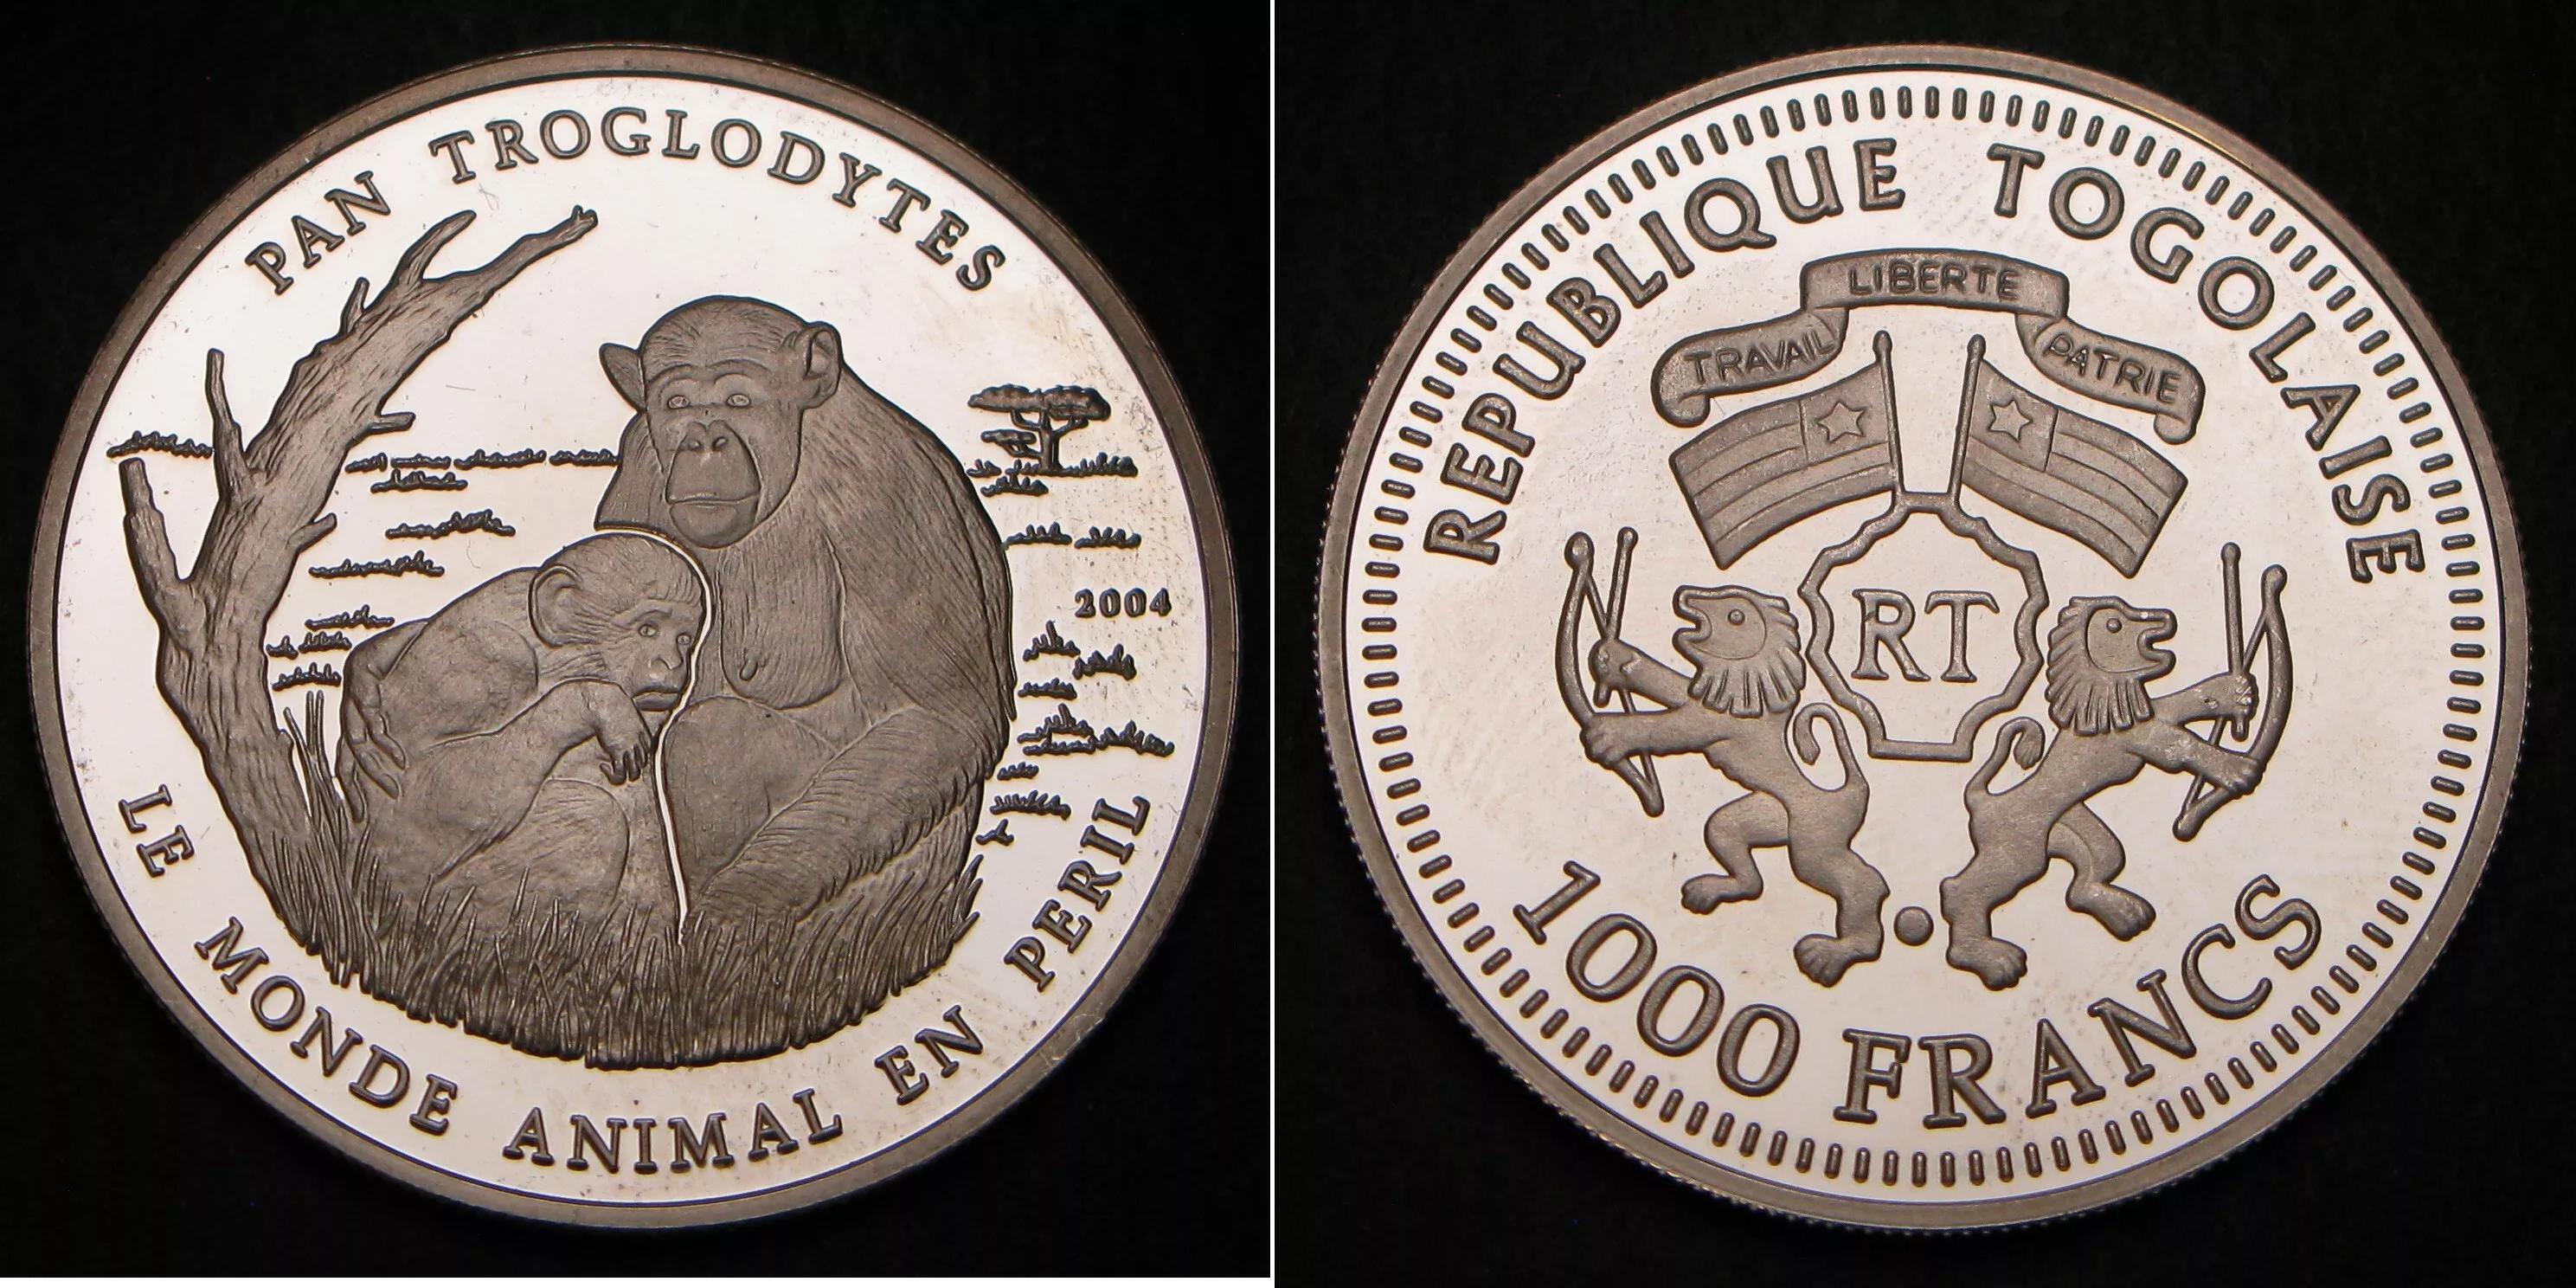 PAN TROGLODYTES
2004
LE MONDE ANIMAL EN PERIL
REPUBLIQUE TOGOLAISE
TRAVAIL LIBERTE PATRIE
RT
1000 FRANCS